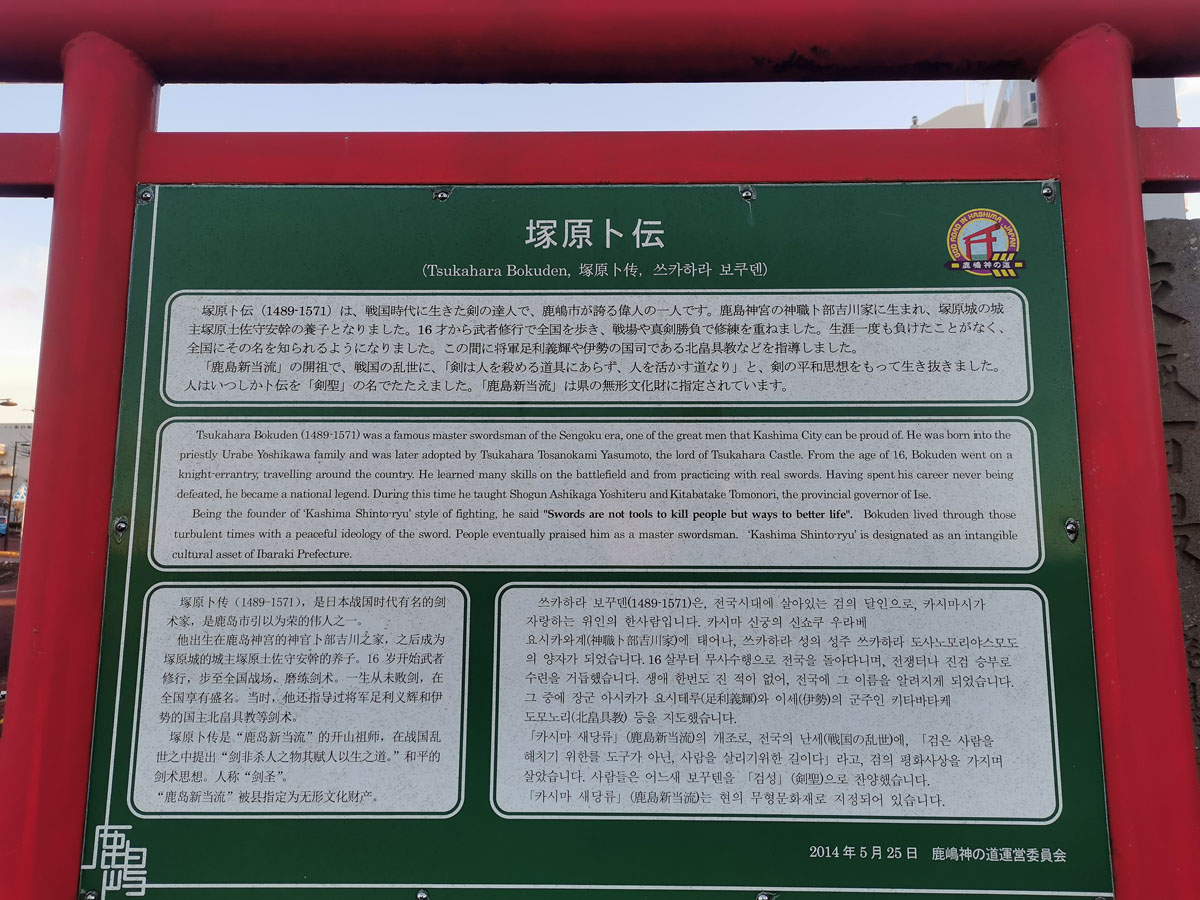 塚原卜伝
(Tsukahara Bokuden, 塚原卜传, 쓰카하라 보쿠덴)
GOD ROAD IN KASHIMA JAPAN
鹿嶋神の道
塚原卜伝（1489-1571）は、戦国時代に生きた剣の達人で、鹿嶋市が誇る偉人の一人です。鹿島神宮の神職卜部吉川家に生まれ、塚原城の城
主塚原土佐守安幹の養子となりました。16 才から武者修行で全国を歩き、戦場や真剣勝負で修練を重ねました。生涯一度も負けたことがなく、
全国にその名を知られるようになりました。この間に将軍足利義輝や伊勢の国司である北畠具教などを指導しました。
「鹿島新当流」の開祖で、戦国の乱世に、「剣は人を殺める道具にあらず、人を活かす道なり」と、剣の平和思想をもって生き抜きました。
人はいつしか卜伝を「剣聖」の名でたたえました。「鹿島新当流」は県の無形文化財に指定されています。
Tsukahara Bokuden (1489-1571) was a famous master swordsman of the Sengoku era, one of the great men that Kashima City can be proud of. He was born into the
priestly Urabe Yoshikawa family and was later adopted by Tsukahara Tosanokami Yasumoto, the lord of Tsukahara Castle. From the age of 16, Bokuden went on a
knight-errantry, travelling around the country. He learned many skills on the battlefield and from practicing with real swords. Having spent his career never being
defeated, he became a national legend. During this time he taught Shogun Ashikaga Yoshiteru and Kitabatake Tomonori, the provincial governor of Ise.
Being the founder of 'Kashima Shinto-ryu' style of fighting, he said "Swords are not tools to kill people but ways to better life". Bokuden lived through those
turbulent times with a peaceful ideology of the sword. People eventually praised him as a master swordsman. 'Kashima Shinto-ryu' is designated as an intangible
cultural asset of Ibaraki Prefecture.
塚原卜传（1489–1571），是日本战国时代有名的剑
术家，是鹿岛市引以为荣的伟人之一。
他出生在鹿岛神宫的神官卜部吉川之家，之后成为
塚原城的城主塚原土佐守安幹的养子。16 岁开始武者
修行，步至全国战场，磨练剑术。一生从未败剑，在
全国享有盛名。当时，他还指导过将军足利义辉和伊
势的国主北畠具教等剑术。
塚原卜传是“鹿岛新当流”的开山祖师，在战国乱
世之中提出“剑非杀人之物其赋人以生之道。”和平的
剑术思想。人称“剑圣”。
“鹿岛新当流”被县指定为无形文化财产。
쓰카하라 보꾸덴(1489-1571)은, 전국시대에 살아있는 검의 달인으로, 카시마시가
자랑하는 위인의 한사람입니다. 카시마 신궁의 신쇼쿠 우라베
요시카와계(神職卜部吉川家)에 태어나, 쓰카하라 성의 성주 쓰카하라 도사노모리야스모도
의 양자가 되었습니다. 16 살부터 무사수행으로 전국을 돌아다니며, 전쟁터나 진검 승부로
수련을 거듭했습니다. 생애 한번도 진 적이 없어, 전국에 그 이름을 알려지게 되었습니다.
그 중에 장군 아시카가 요시테루(足利義輝)와 이세(伊勢)의 군주인 키타바타케
도모노리(北畠具教) 등을 지도했습니다.
「카시마 새당류」(鹿島新当流)의 개조로, 전국의 난세(戦国の乱世)에, 「검은 사람을
해치기 위한를 도구가 아닌, 사람을 살리기위한 길이다」라고, 검의 평화사상을 가지며
살았습니다. 사람들은 어느새 보꾸덴을 「검성」(剣聖)으로 찬양했습니다.
「카시마 새당류」(鹿島新当流)는 현의 무형문화재로 지정되어 있습니다.
2014 年 5 月 25 日 鹿嶋神の道運営委員会
鹿嶋